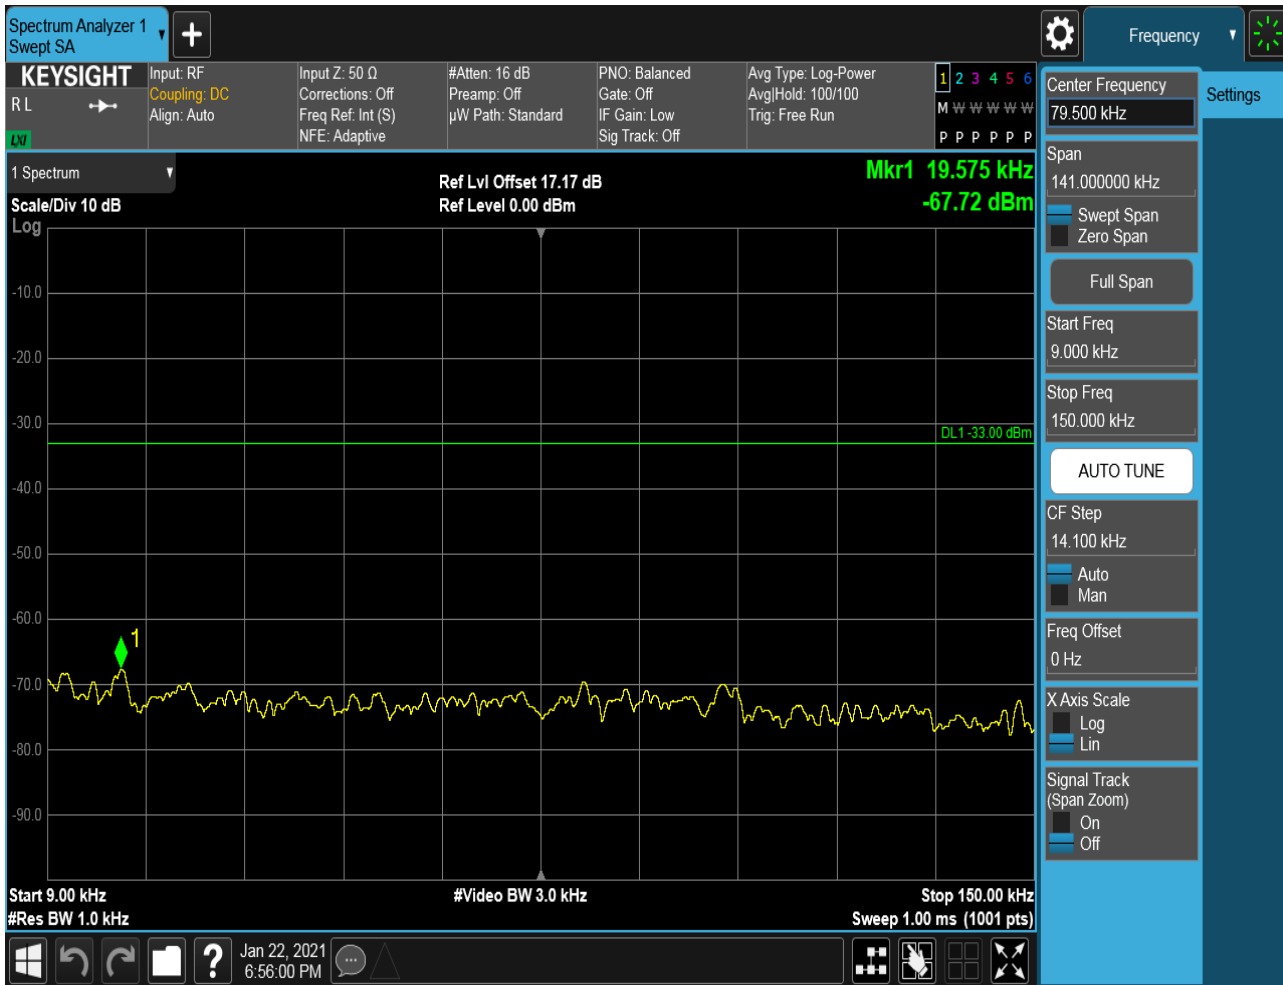 Spectrum Analyzer 1
Swept SA
+
Frequency
KEYSIGHT
R L
LXI
Input: RF
Coupling: DC
Align: Auto
Input Z: 50 Ω
Corrections: Off
Freq Ref: Int (S)
NFE: Adaptive
#Atten: 16 dB
Preamp: Off
µW Path: Standard
PNO: Balanced
Gate: Off
IF Gain: Low
Sig Track: Off
Avg Type: Log-Power
Avg|Hold: 100/100
Trig: Free Run
1 2 3 4 5 6
M W W W W W
P P P P P P
1 Spectrum
Scale/Div 10 dB
Log
Ref Lvl Offset 17.17 dB
Ref Level 0.00 dBm
Mkr1 19.575 kHz
-67.72 dBm
-10.0
-20.0
-30.0
DL1 -33.00 dBm
-40.0
-50.0
-60.0
1
-70.0
-80.0
-90.0
Start 9.00 kHz
#Res BW 1.0 kHz
#Video BW 3.0 kHz
Stop 150.00 kHz
Sweep 1.00 ms (1001 pts)
?
Jan 22, 2021
6:56:00 PM
Center Frequency
79.500 kHz
Settings
Span
141.000000 kHz
Swept Span
Zero Span
Full Span
Start Freq
9.000 kHz
Stop Freq
150.000 kHz
AUTO TUNE
CF Step
14.100 kHz
Auto
Man
Freq Offset
0 Hz
X Axis Scale
Log
Lin
Signal Track
(Span Zoom)
On
Off